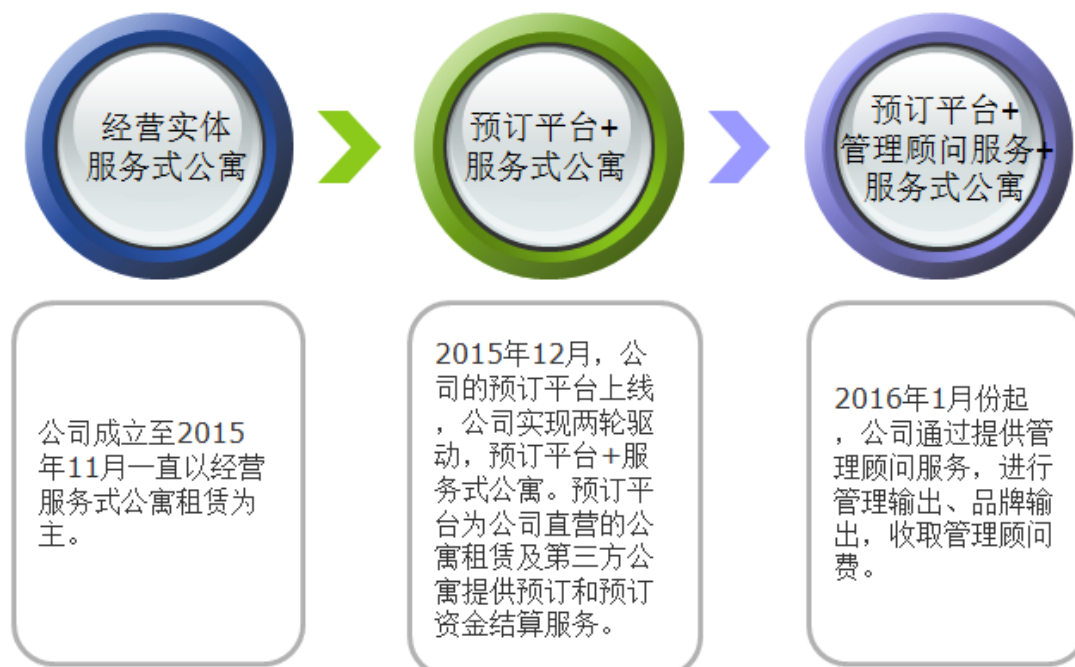 经营实体
服务式公寓
预订平台+
服务式公寓
预订平台+
管理顾问服务+
服务式公寓
公司成立至2015
年11月一直以经营
服务式公寓租赁为
主。
2015年12月，公
司的预订平台上线
，公司实现两轮驱
动，预订平台+服
务式公寓。预订平
台为公司直营的公
寓租赁及第三方公
寓提供预订和预订
资金结算服务。
2016年1月份起
，公司通过提供管
理顾问服务，进行
管理输出、品牌输
出，收取管理顾问
费。